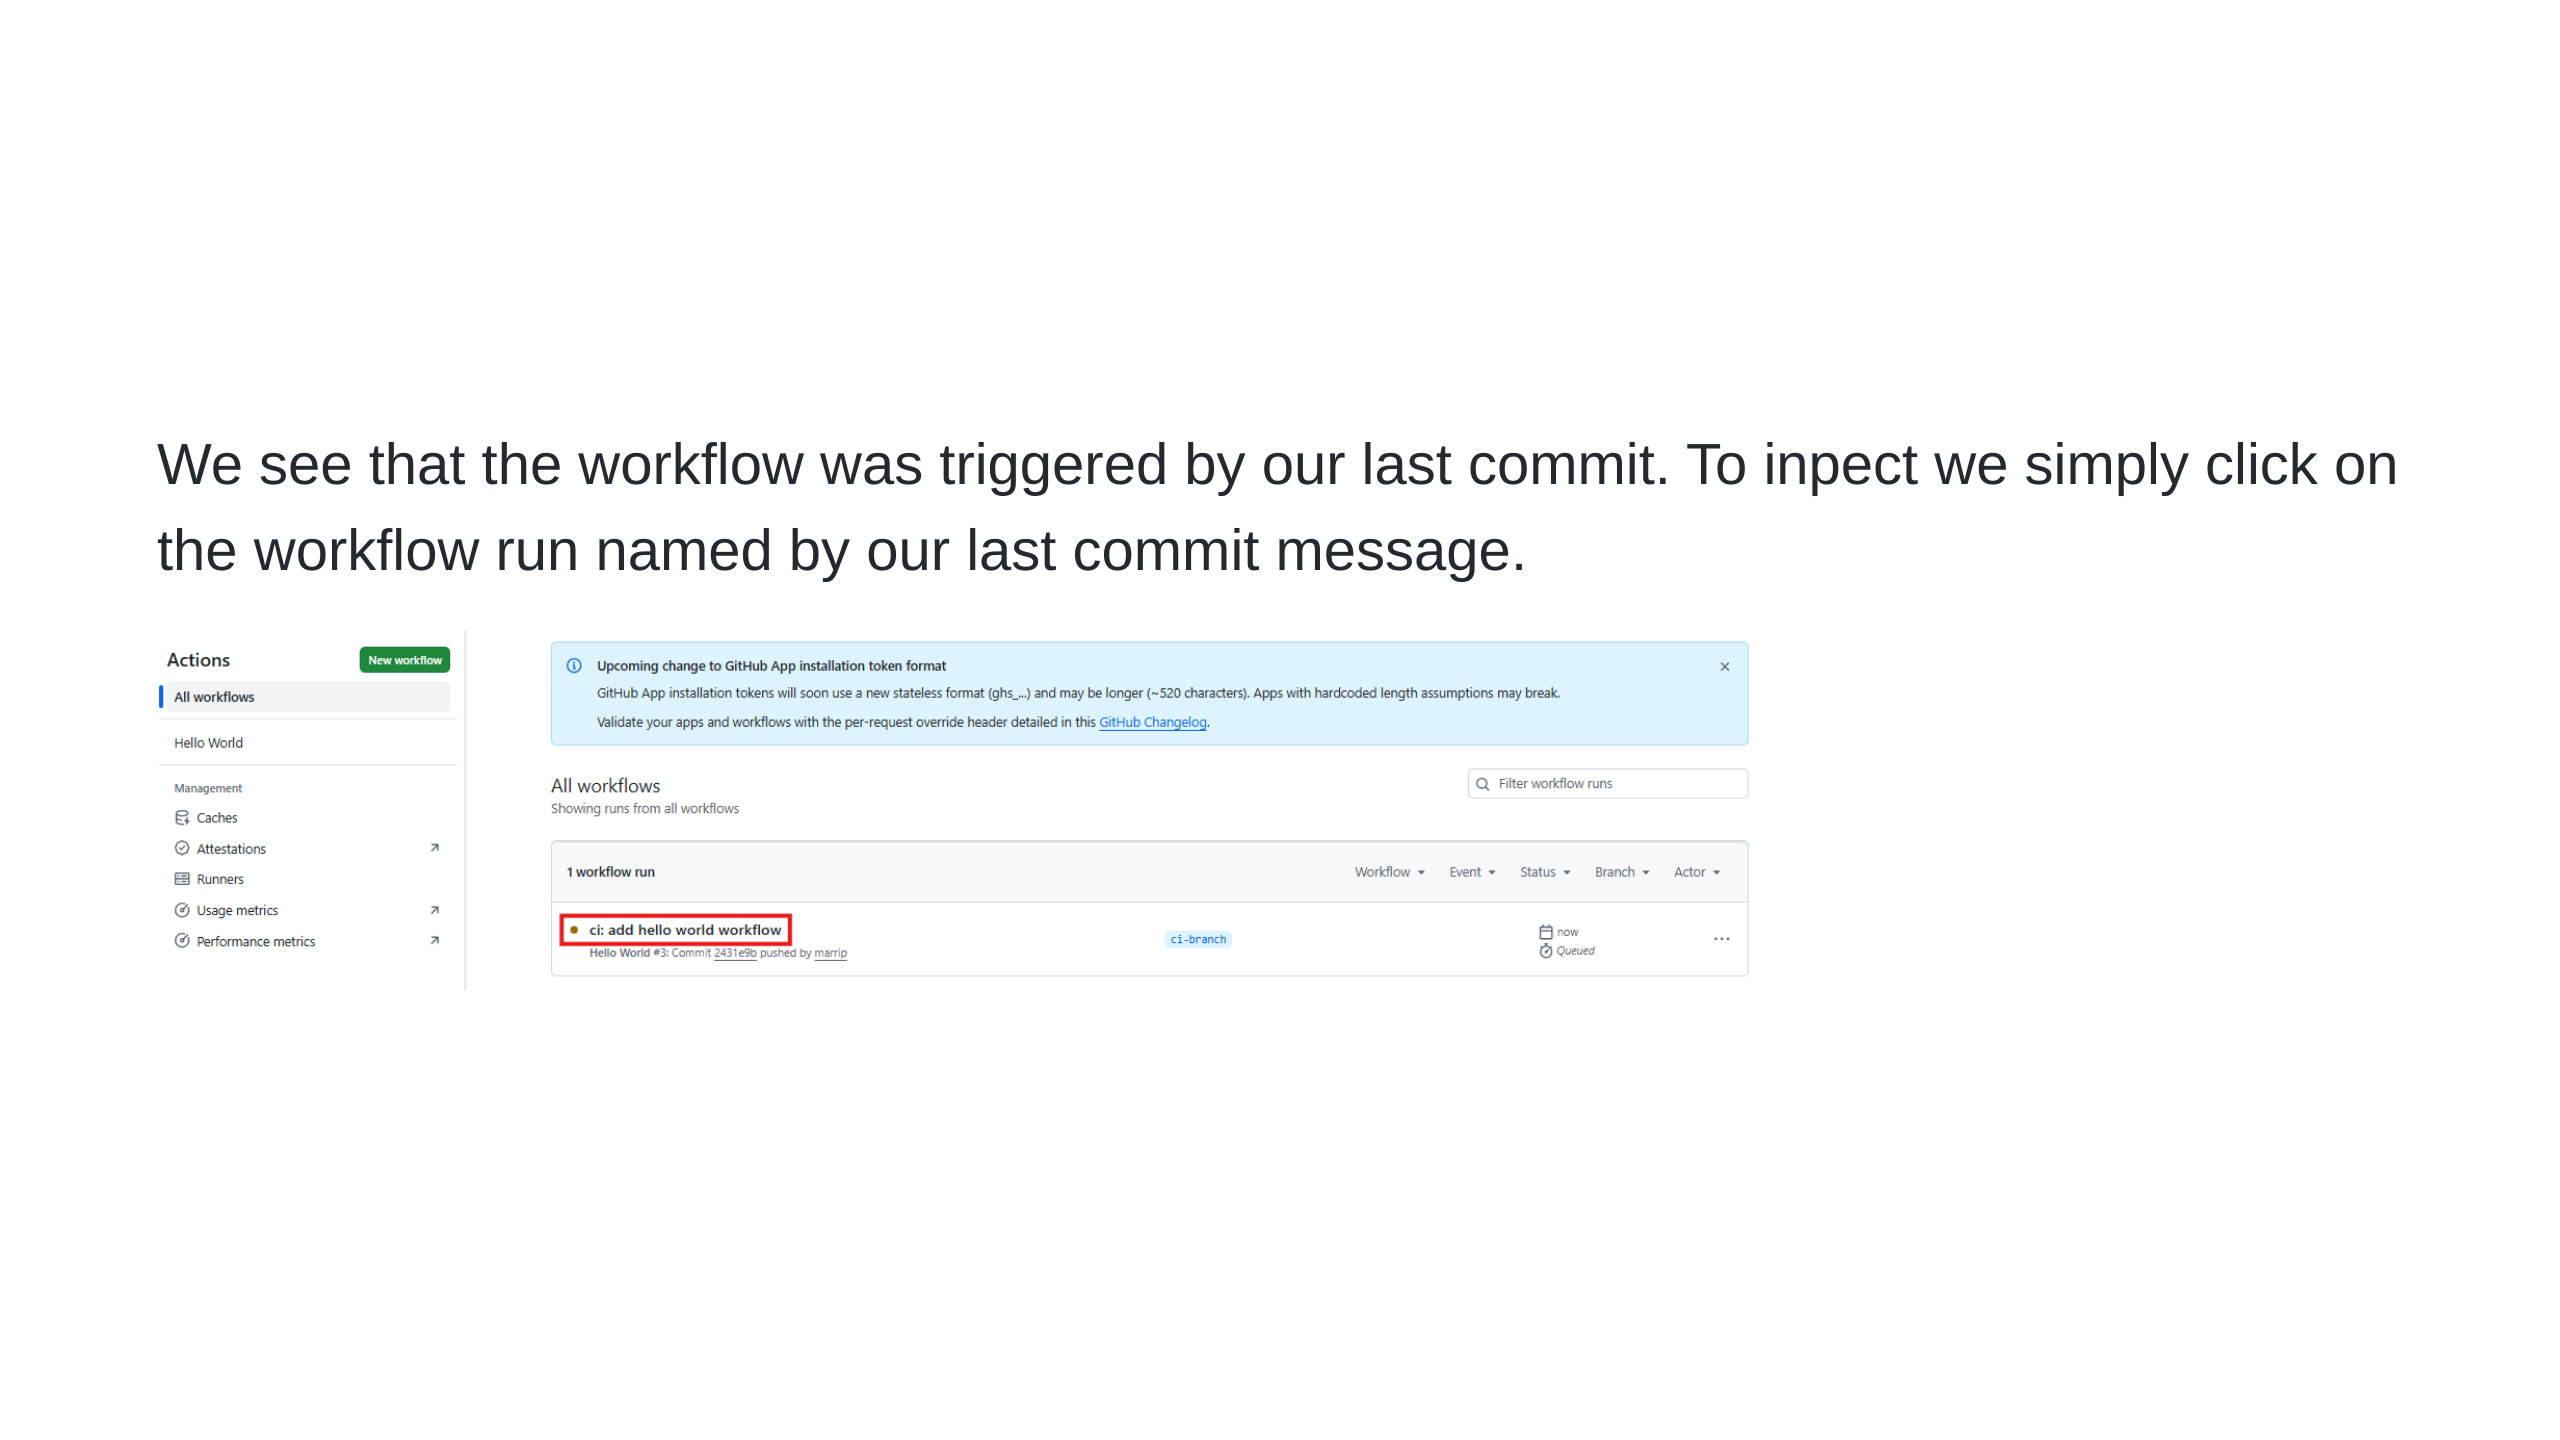 We see that the workflow was triggered by our last commit. To inpect we simply click on
the workflow run named by our last commit message.
Actions
New workflow
All workflows
Hello World
Management
Caches
Attestations
Runners
Usage metrics
Performance metrics
Upcoming change to GitHub App installation token format
GitHub App installation tokens will soon use a new stateless format (ghs_...) and may be longer (~520 characters). Apps with hardcoded length assumptions may break.
Validate your apps and workflows with the per-request override header detailed in this GitHub Changelog.
All workflows
Showing runs from all workflows
Filter workflow runs
1 workflow run
Workflow Event Status Branch Actor
ci: add hello world workflow
Hello World #3: Commit 2431e9b pushed by marrip
ci-branch
now
Queued